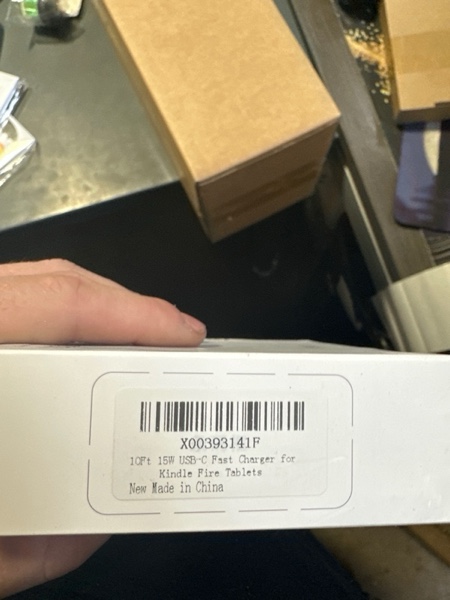 X00393141F
10Ft 15W USB-C Fast Charger for
Kindle Fire Tablets
New Made in China